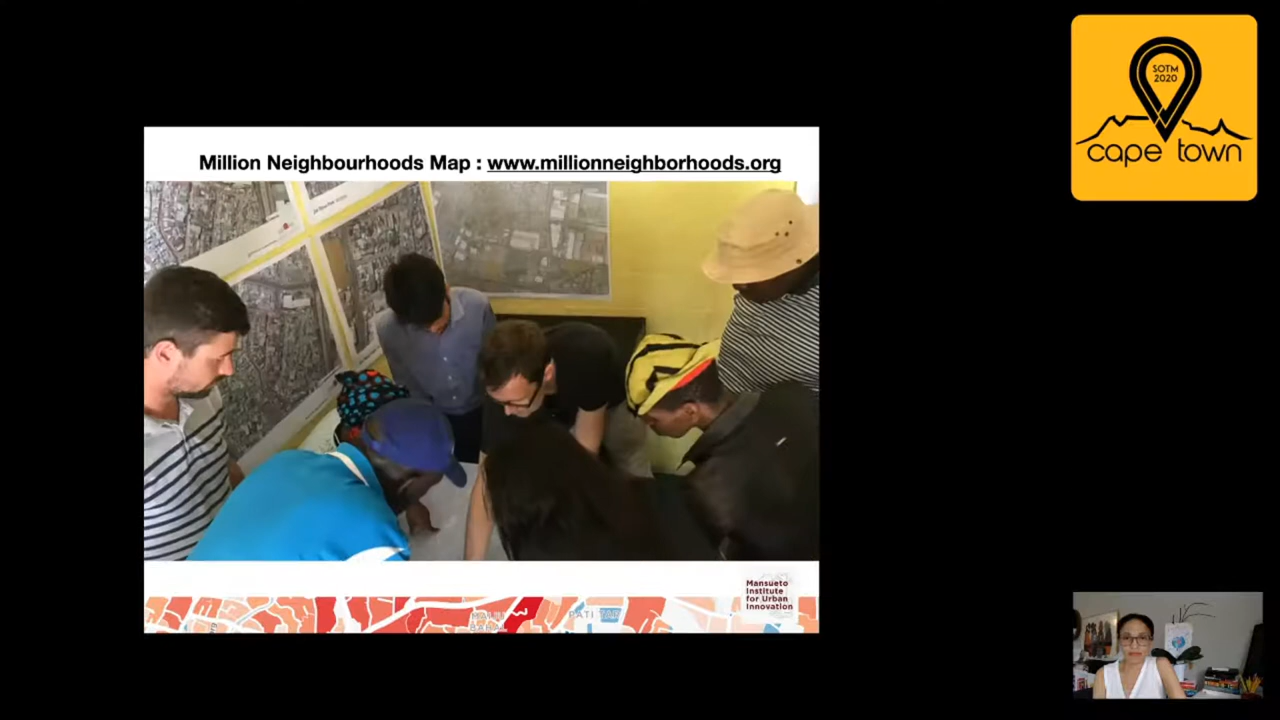 SOTM
2020
cape town
Million Neighbourhoods Map : www.millionneighborhoods.org
Mansueto
Institute
for Urban
Innovation